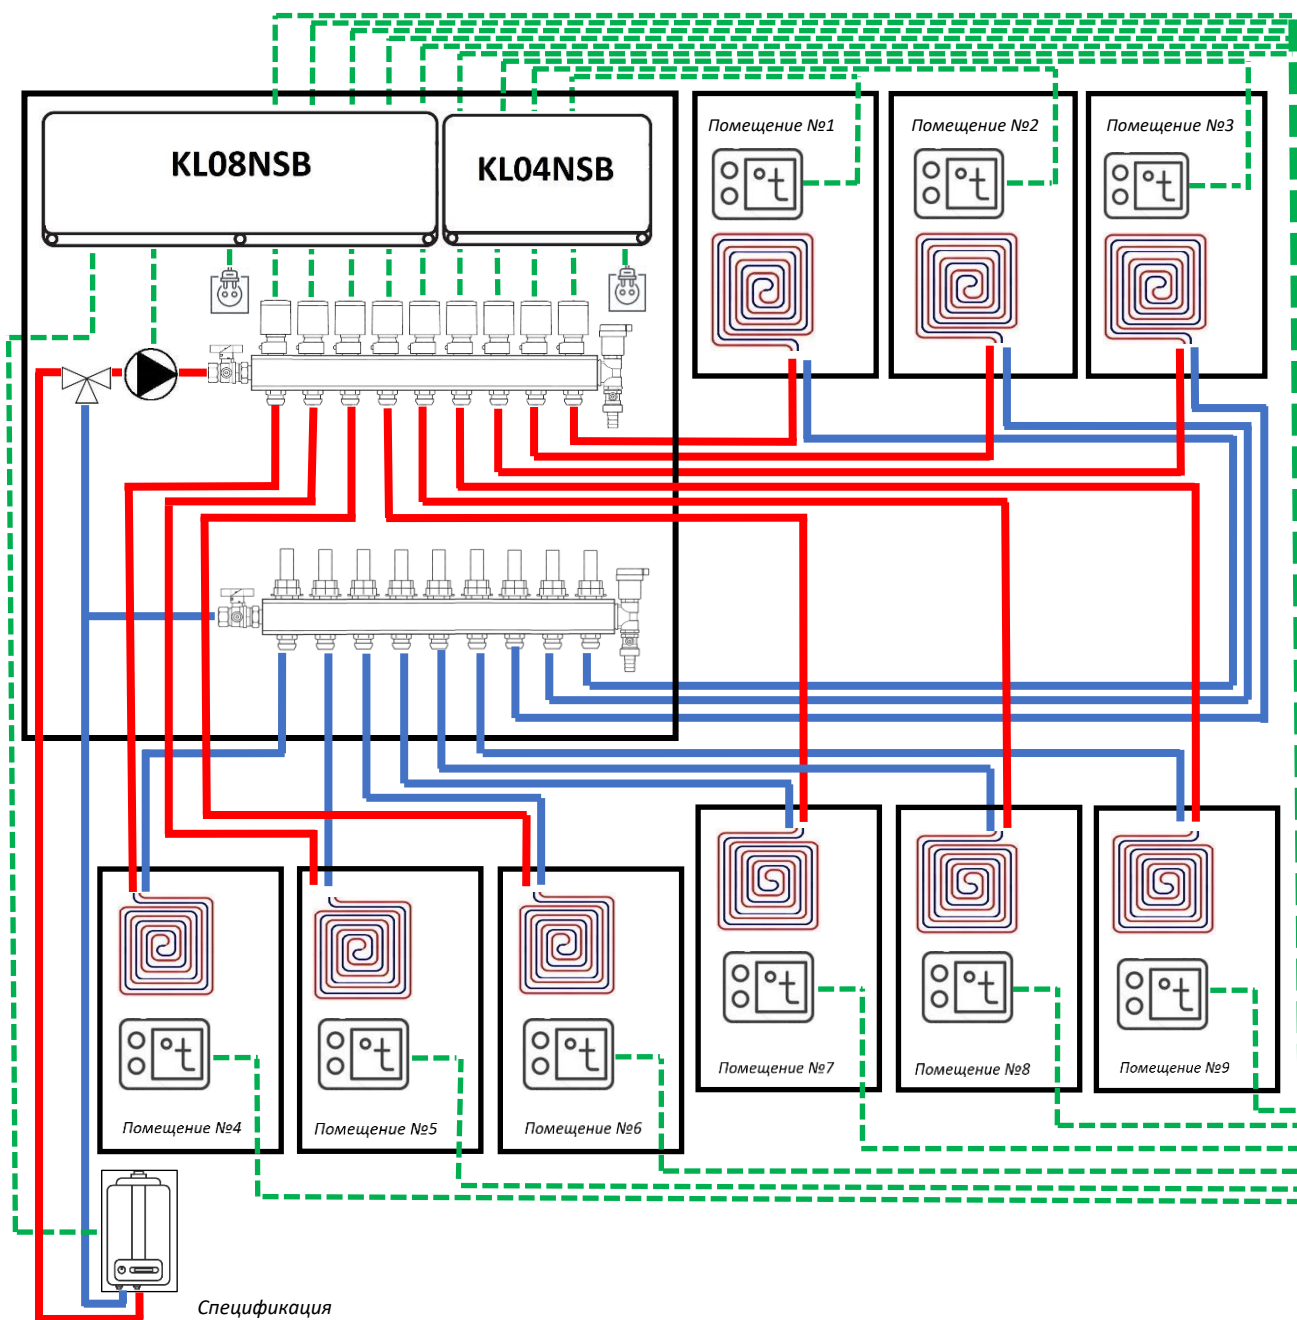 KL08NSB
KL04NSB
Помещение №1
Помещение №2
Помещение №3
°t
°t
°t
°t
°t
°t
°t
°t
°t
Помещение №7
Помещение №8
Помещение №9
Помещение №4
Помещение №5
Помещение №6
Спецификация